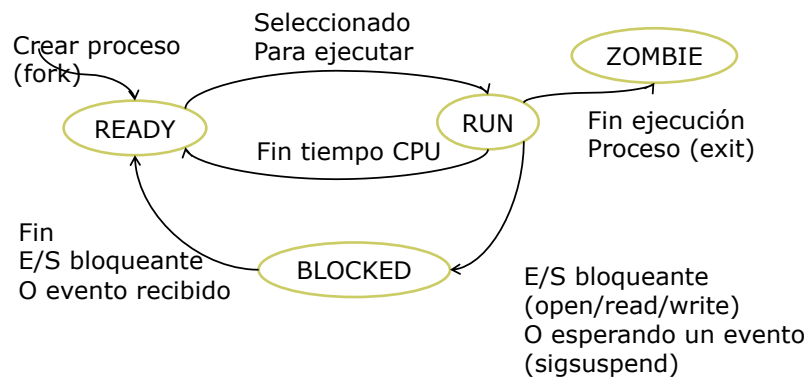 Crear proceso
(fork)
Seleccionado
Para ejecutar
ZOMBIE
READY
RUN
Fin ejecución
Proceso (exit)
Fin tiempo CPU
Fin
E/S bloqueante
O evento recibido
BLOCKED
E/S bloqueante
(open/read/write)
O esperando un evento
(sigsuspend)